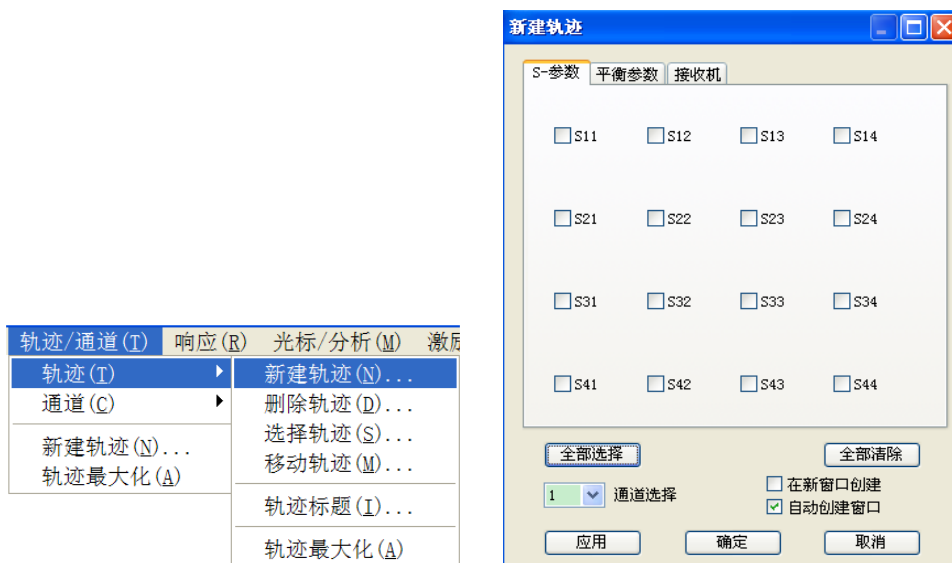 轨迹/通道(T) 响应(R) 光标/分析(M) 激励
轨迹(T)
通道(C)
新建轨迹(N)...
轨迹最大化(A)
新建轨迹(N)...
删除轨迹(D)...
选择轨迹(S)...
移动轨迹(M)...
轨迹标题(I)...
轨迹最大化(A)
新建轨迹
S-参数 平衡参数 接收机
S11 S12 S13 S14
S21 S22 S23 S24
S31 S32 S33 S34
S41 S42 S43 S44
全部选择 全部清除
1 通道选择
在新窗口创建
自动创建窗口
应用 确定 取消